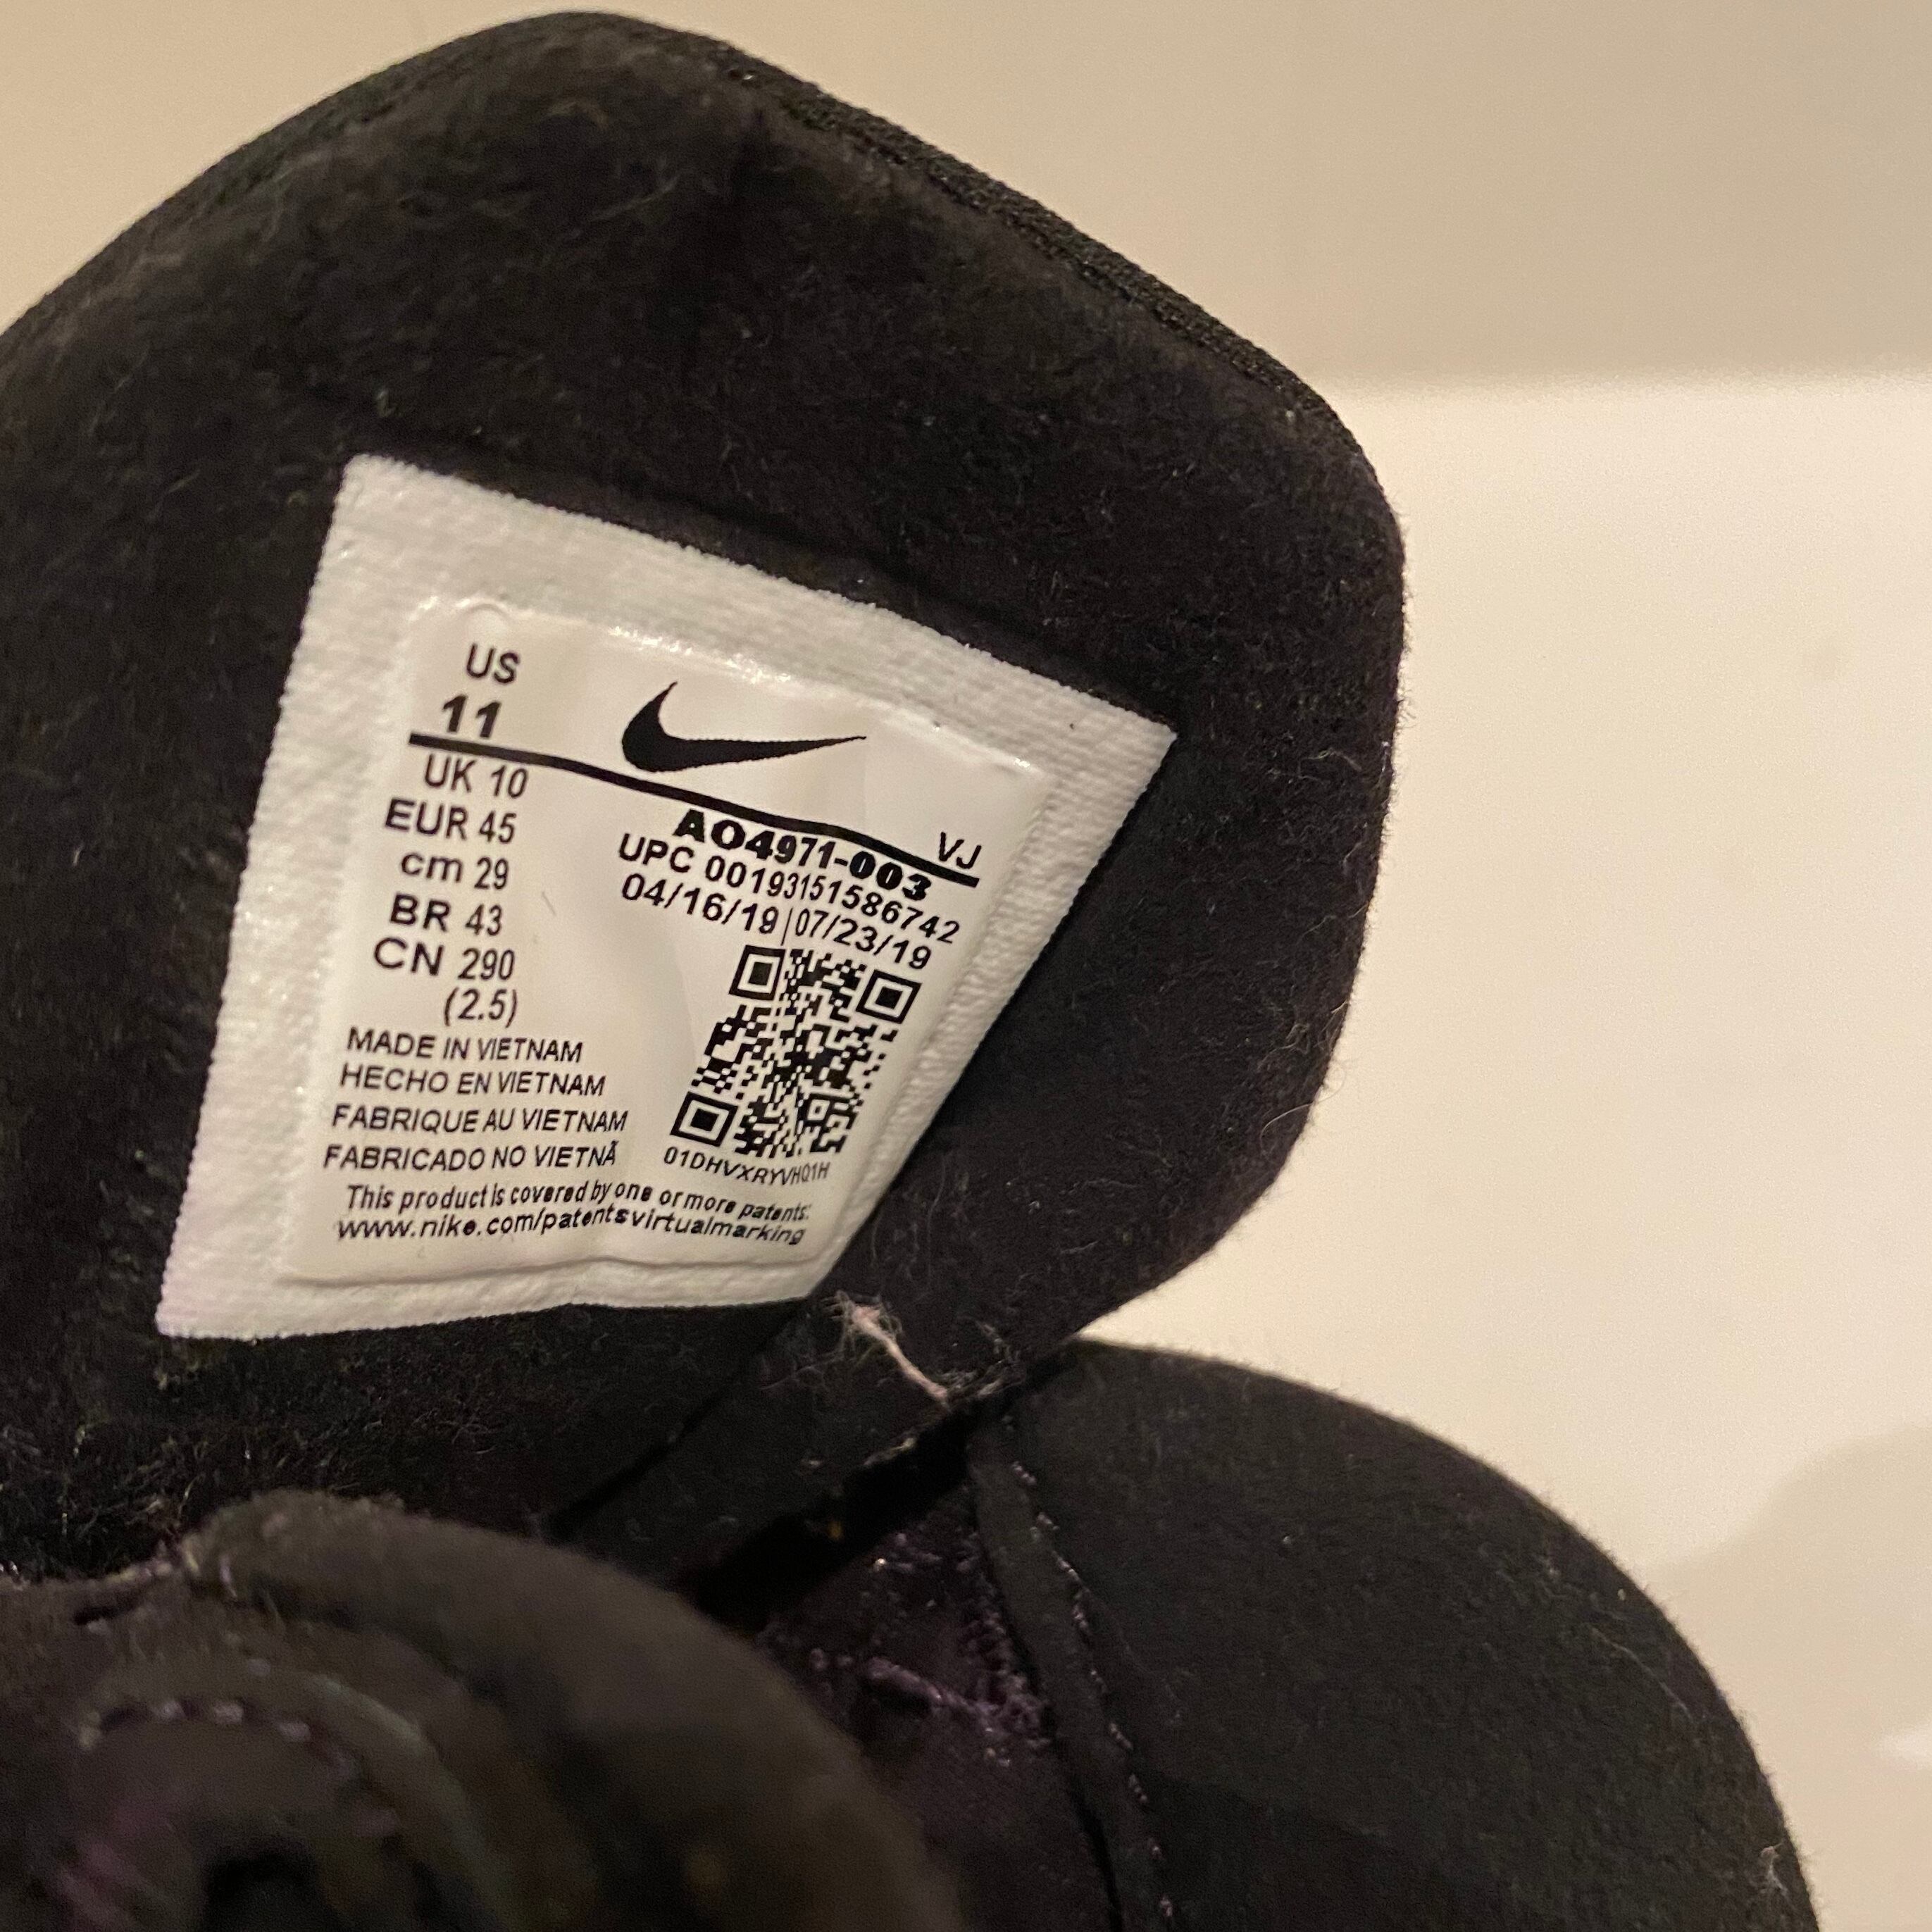 US
11
UK 10
EUR 45
cm 29
BR 43
CN 290
(2.5)
VJ
AO4971-003
UPC 00193151586742
04/16/19|07/23/19
MADE IN VIETNAM
HECHO EN VIETNAM
FABRIQUE AU VIETNAM
FABRICADO NO VIETNÃ
01DHVXRYVHQ1H
This product is covered by one or more patents:
www.nike.com/patentsvirtualmarking